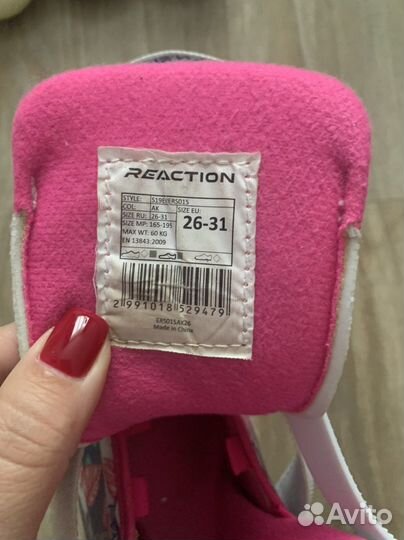 REACTION
STYLE: S19EERS015
COL: AK
SIZE RU: 26-31
SIZE MP: 165-195
MAX WT: 60 KG
EN 13843:2009
SIZE EU:
26-31
2 991018 529479
ERS015AK26
Made in China
Avito